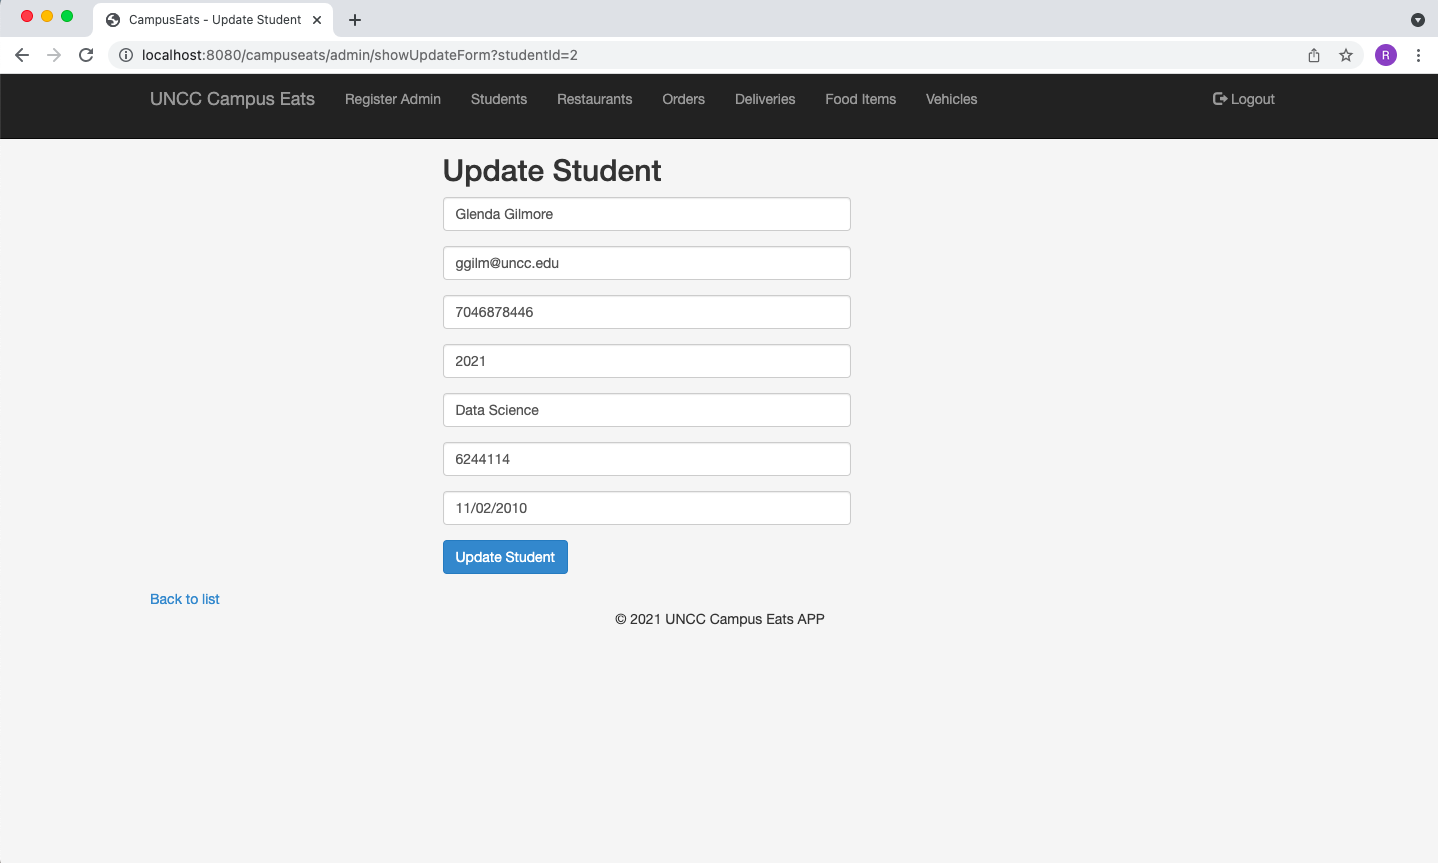 CampusEats - Update Student
localhost:8080/campuseats/admin/showUpdateForm?studentId=2
R
UNCC Campus Eats Register Admin Students Restaurants Orders Deliveries Food Items Vehicles Logout
Update Student
Glenda Gilmore
ggilm@uncc.edu
7046878446
2021
Data Science
6244114
11/02/2010
Update Student
Back to list
© 2021 UNCC Campus Eats APP